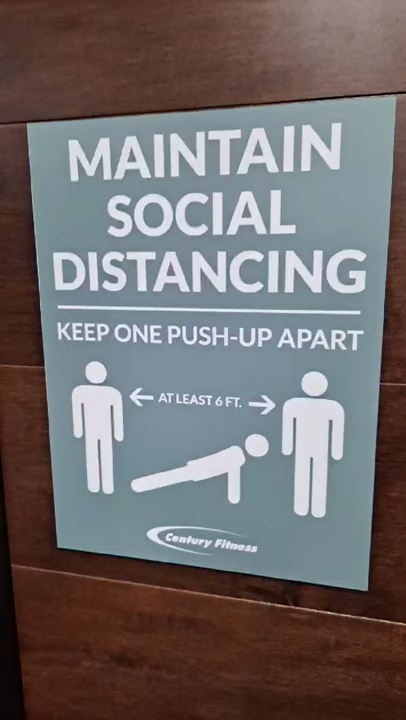 MAINTAIN
SOCIAL
DISTANCING
KEEP ONE PUSH-UP APART
AT LEAST 6 FT.
Century Fitness